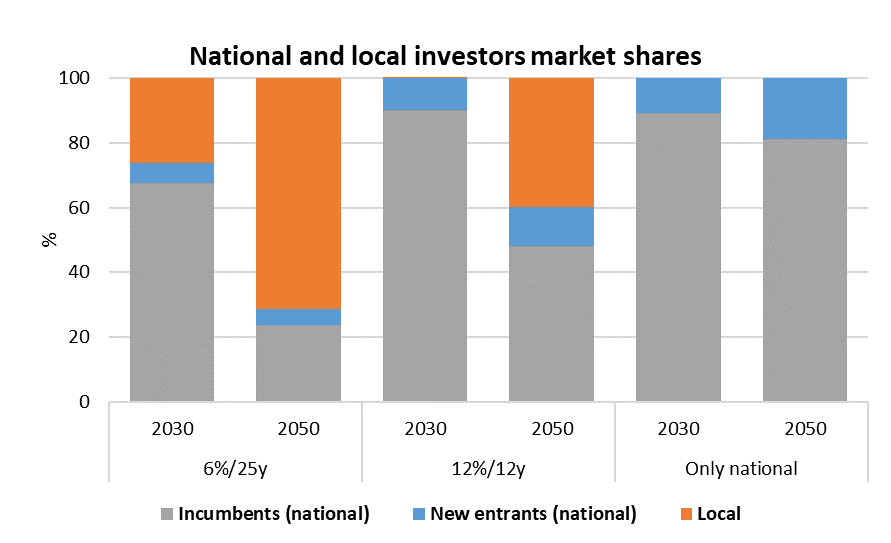 National and local investors market shares
100
80
60
40
20
0
%
2030 2050 2030 2050 2030 2050
6%/25y 12%/12y Only national
Incumbents (national) New entrants (national) Local